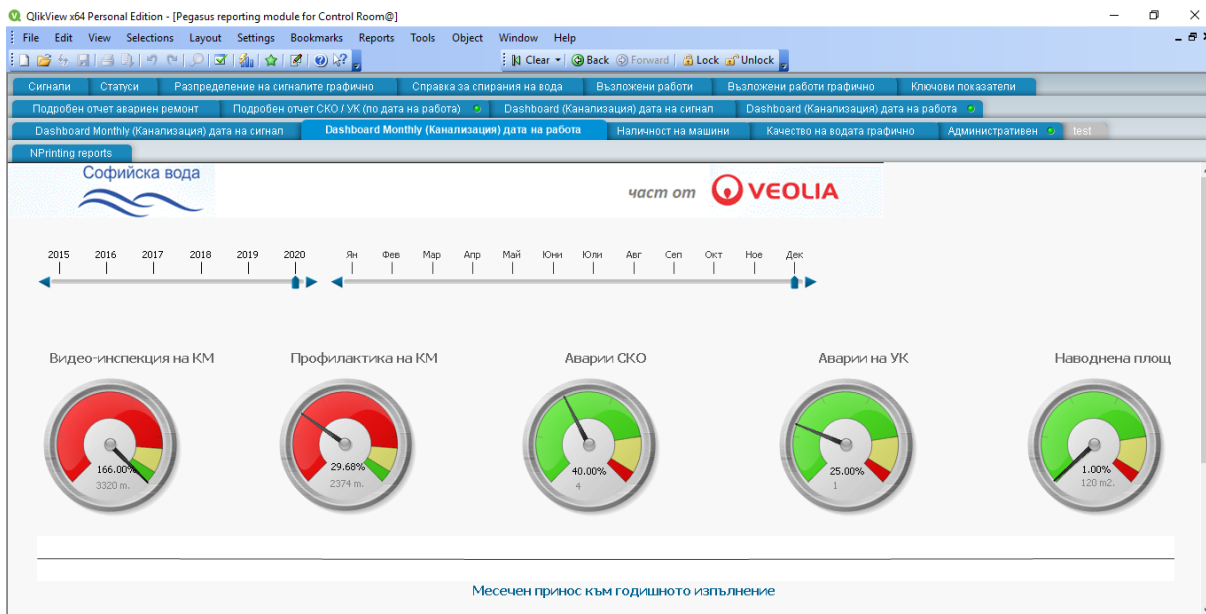 QlikView x64 Personal Edition - [Pegasus reporting module for Control Room@]
File Edit View Selections Layout Settings Bookmarks Reports Tools Object Window Help
Clear Back Forward Lock Unlock
Сигнали Статуси Разпределение на сигналите графично Справка за спирания на вода Възложени работи Възложени работи графично Ключови показатели
Подробен отчет авариен ремонт Подробен отчет СКО / УК (по дата на работа) Dashboard (Канализация) дата на сигнал Dashboard (Канализация) дата на работа
Dashboard Monthly (Канализация) дата на сигнал Dashboard Monthly (Канализация) дата на работа Наличност на машини Качество на водата графично Административен test
NPrinting reports
Софийска вода част от VEOLIA
2015 2016 2017 2018 2019 2020 Ян Фев Мар Апр Май Юни Юли Авг Сеп Окт Ное Дек
Видео-инспекция на КМ Профилактика на КМ Аварии СКО Аварии на УК Наводнена площ
166.00% 29.68% 40.00% 25.00% 1.00%
3320 m. 2374 m. 4 1 120 m2.
Месечен принос към годишното изпълнение